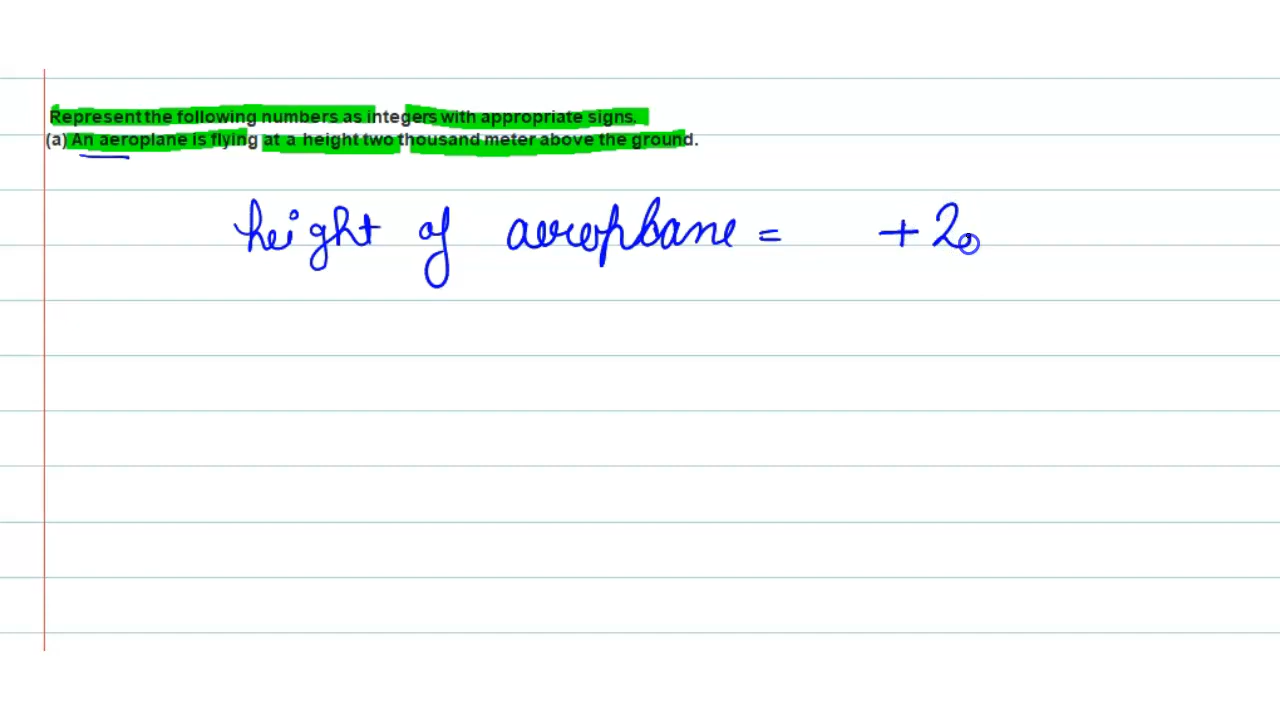 Represent the following numbers as integers with appropriate signs.
(a) An aeroplane is flying at a height two thousand meter above the ground.
height of aeroplane = +20